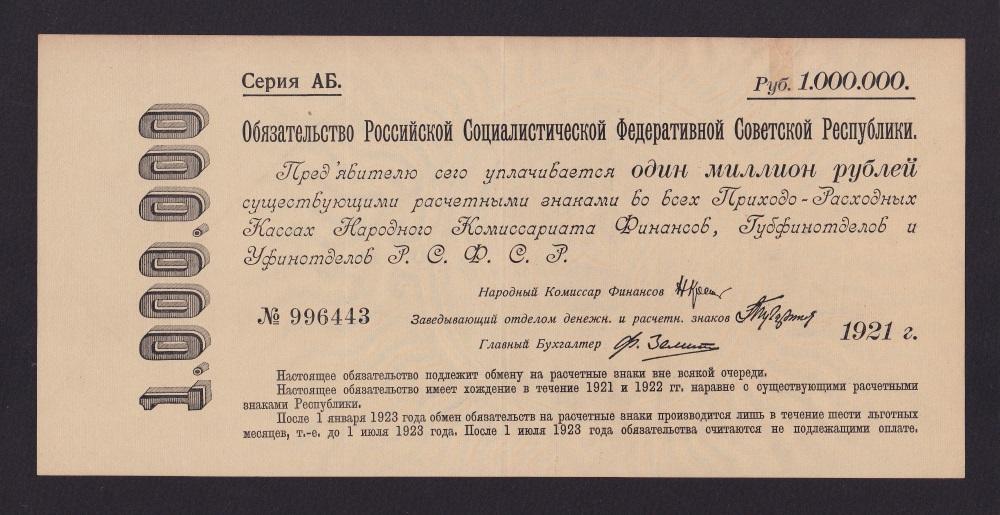 Серия АБ.
Руб. 1.000.000.
1.000.000
Обязательство Российской Социалистической Федеративной Советской Республики.
Пред'явителю сего уплачивается один миллион рублей
существующими расчетными знаками во всех Приходо-Расходных
Кассах Народного Комиссариата Финансов, Губфинотделов и
Уфинотделов Р. С. Ф. С. Р.
Народный Комиссар Финансов
№ 996443
Заведывающий отделом денежн. и расчетн. знаков
1921 г.
Главный Бухгалтер
Настоящее обязательство подлежит обмену на расчетные знаки вне всякой очереди.
Настоящее обязательство имеет хождение в течение 1921 и 1922 гг. наравне с существующими расчетными
знаками Республики.
После 1 января 1923 года обмен обязательств на расчетные знаки производится лишь в течение шести льготных
месяцев, т.-е. до 1 июля 1923 года. После 1 июля 1923 года обязательства считаются не подлежащими оплате.